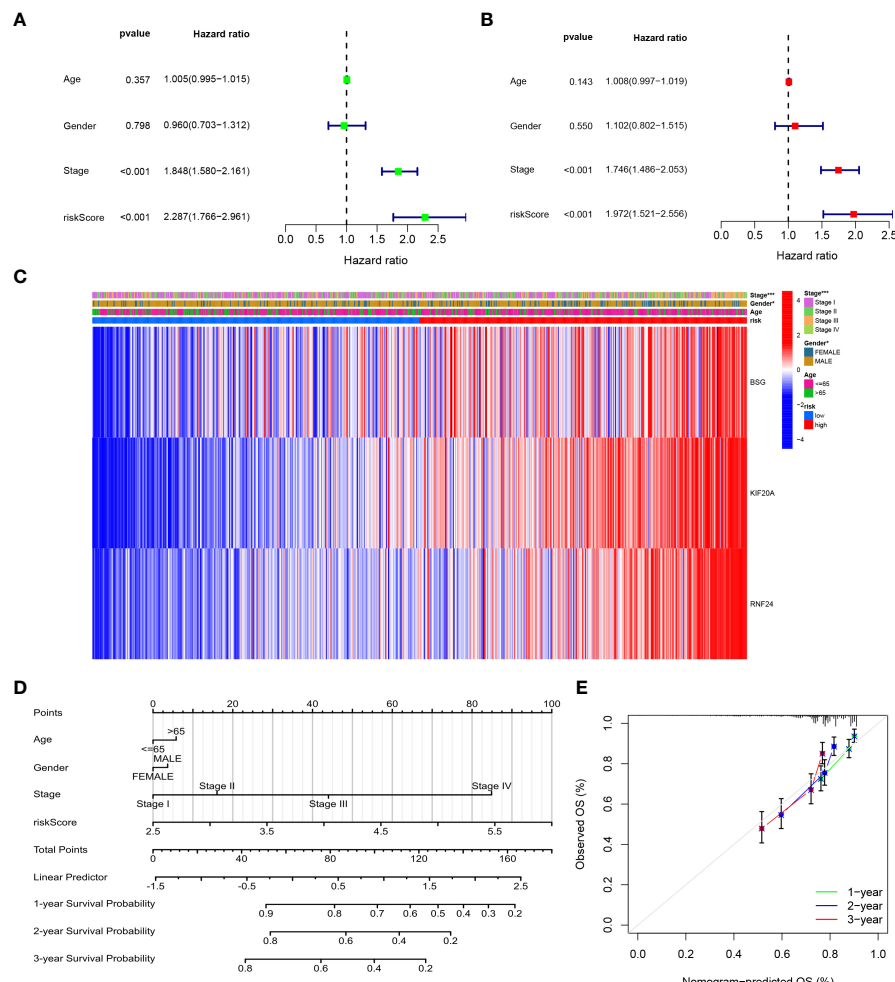 A
pvalue Hazard ratio
Age 0.357 1.005(0.995−1.015)
Gender 0.798 0.960(0.703−1.312)
Stage <0.001 1.848(1.580−2.161)
riskScore <0.001 2.287(1.766−2.961)
0.0 0.5 1.0 1.5 2.0 2.5
Hazard ratio
B
pvalue Hazard ratio
Age 0.143 1.008(0.997−1.019)
Gender 0.550 1.102(0.802−1.515)
Stage <0.001 1.746(1.486−2.053)
riskScore <0.001 1.972(1.521−2.556)
0.0 0.5 1.0 1.5 2.0 2.5
Hazard ratio
C
Stage***
Gender*
Age
risk
BSG
KIF20A
RNF24
4
2
0
−2
−4
Stage***
Stage I
Stage II
Stage III
Stage IV
Gender*
FEMALE
MALE
Age
<=65
>65
risk
low
high
D
Points
0 20 40 60 80 100
Age
>65
<=65
Gender
MALE
FEMALE
Stage
Stage II Stage IV
Stage I Stage III
riskScore
2.5 3.5 4.5 5.5
Total Points
0 40 80 120 160
Linear Predictor
-1.5 -0.5 0.5 1.5 2.5
1-year Survival Probability
0.9 0.8 0.7 0.6 0.5 0.4 0.3 0.2
2-year Survival Probability
0.8 0.6 0.4 0.2
3-year Survival Probability
0.8 0.6 0.4 0.2
E
Observed OS (%)
1.0
0.8
0.6
0.4
0.2
0.0
1−year
2−year
3−year
0.0 0.2 0.4 0.6 0.8 1.0
Nomogram−predicted OS (%)